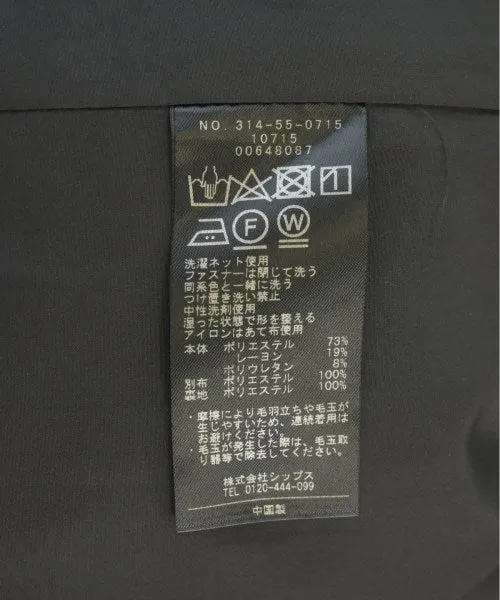 NO. 314-55-0715
10715
00648087
F W
洗濯ネット使用
ファスナーは閉じて洗う
同系色と一緒に洗う
つけ置き洗い禁止
中性洗剤使用
湿った状態で形を整える
アイロンはあて布使用
本体 ポリエステル 73%
レーヨン 19%
ポリウレタン 8%
別布 ポリエステル 100%
裏地 ポリエステル 100%
・摩擦により毛羽立ちや毛玉が
生じやすいため、連続着用は
お避けください。
・毛玉が発生した際は、毛玉取
り器等で除去してください。
株式会社シップス
TEL 0120-444-099
中国製